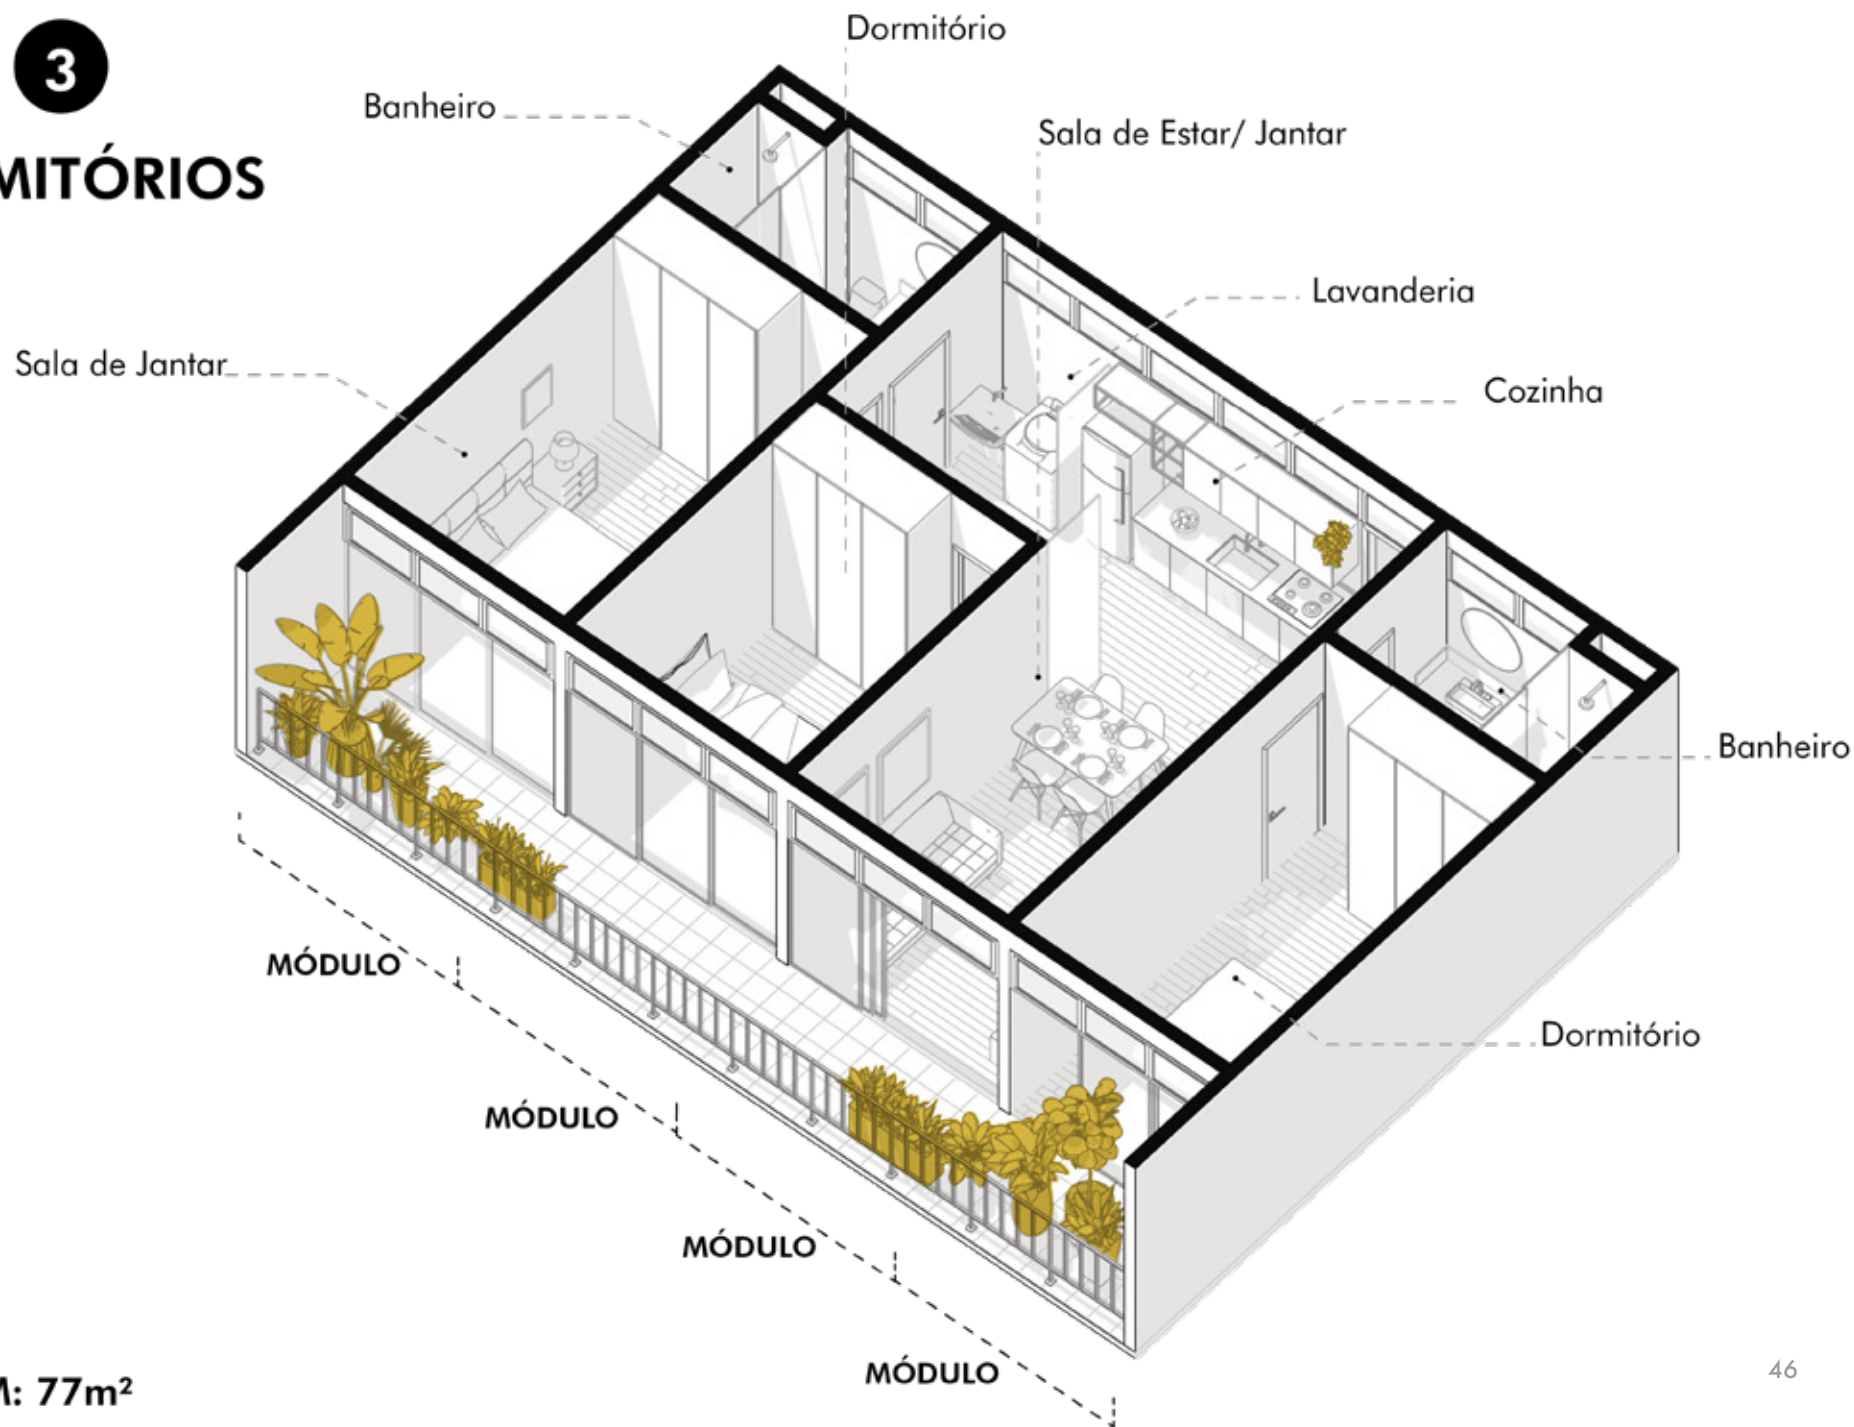 3
MITÓRIOS
Dormitório
Banheiro
Sala de Estar/ Jantar
Lavanderia
Sala de Jantar
Cozinha
Banheiro
Dormitório
MÓDULO
MÓDULO
MÓDULO
MÓDULO
M: 77m²
46